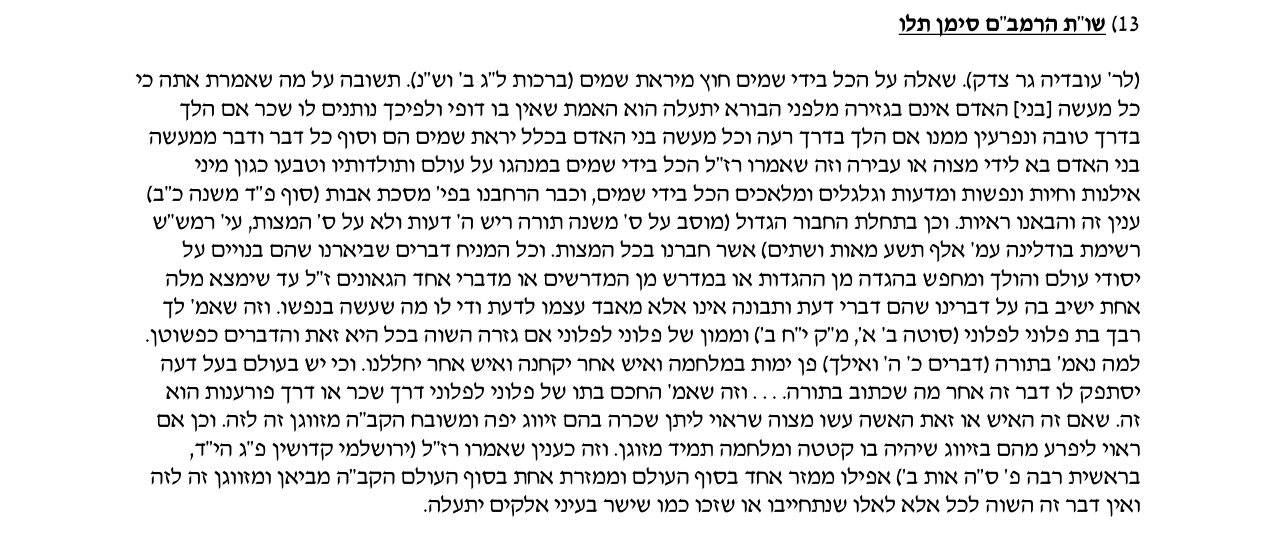 13) שו"ת הרמב"ם סימן תלו
(לר' עובדיה גר צדק). שאלה על הכל בידי שמים חוץ מיראת שמים (ברכות ל"ג ב' וש"נ). תשובה על מה שאמרת אתה כי
כל מעשה [בני] האדם אינם בגזירה מלפני הבורא יתעלה הוא האמת שאין בו דופי ולפיכך נותנים לו שכר אם הלך
בדרך טובה ונפרעין ממנו אם הלך בדרך רעה וכל מעשה בני האדם בכלל יראת שמים הם וסוף כל דבר ודבר ממעשה
בני האדם בא לידי מצוה או עבירה וזה שאמרו רז"ל הכל בידי שמים במנהגו על עולם ותולדותיו וטבעו כגון מיני
אילנות וחיות ונפשות ומדעות וגלגלים ומלאכים הכל בידי שמים, וכבר הרחבנו בפי' מסכת אבות (סוף פ"ד משנה כ"ב)
ענין זה והבאנו ראיות. וכן בתחלת החבור הגדול (מוסב על ס' משנה תורה ריש ה' דעות ולא על ס' המצות, עי' רמש"ש
רשימת בודלינה עמ' אלף תשע מאות ושתים) אשר חברנו בכל המצות. וכל המניח דברים שביארנו שהם בנויים על
יסודי עולם והולך ומחפש בהגדה מן ההגדות או במדרש מן המדרשים או מדברי אחד הגאונים ז"ל עד שימצא מלה
אחת ישיב בה על דברינו שהם דברי דעת ותבונה אינו אלא מאבד עצמו לדעת ודי לו מה שעשה בנפשו. וזה שאמ' לך
רבך בת פלוני לפלוני (סוטה ב' א', מ"ק י"ח ב') וממון של פלוני לפלוני אם גזרה השוה בכל היא זאת והדברים כפשוטן.
למה נאמ' בתורה (דברים כ' ה' ואילך) פן ימות במלחמה ואיש אחר יקחנה ואיש אחר יחללנו. וכי יש בעולם בעל דעה
יסתפק לו דבר זה אחר מה שכתוב בתורה. . . . וזה שאמ' החכם בתו של פלוני לפלוני דרך שכר או דרך פורענות הוא
זה. שאם זה האיש או זאת האשה עשו מצוה שראוי ליתן שכרה בהם זיווג יפה ומשובח הקב"ה מזווגן זה לזה. וכן אם
ראוי ליפרע מהם בזיווג שיהיה בו קטטה ומלחמה תמיד מזוגן. וזה כענין שאמרו רז"ל (ירושלמי קדושין פ"ג הי"ד,
בראשית רבה פ' ס"ה אות ב') אפילו ממזר אחד בסוף העולם וממזרת אחת בסוף העולם הקב"ה מביאן ומזווגן זה לזה
ואין דבר זה השוה לכל אלא לאלו שנתחייבו או שזכו כמו שישר בעיני אלקים יתעלה.